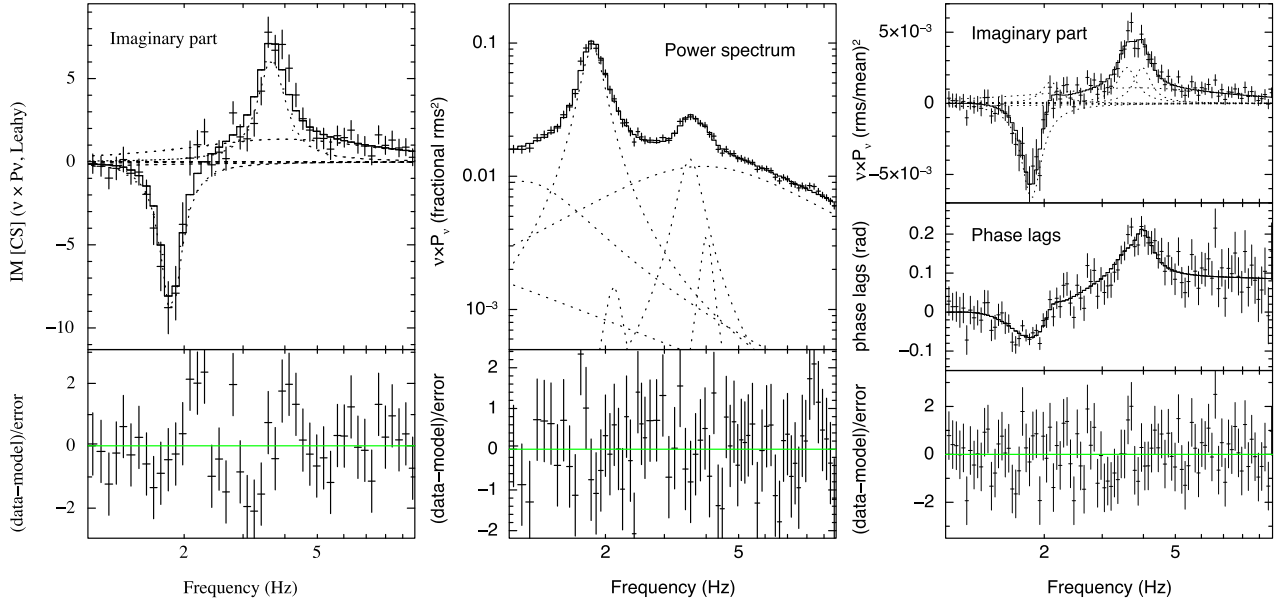 Imaginary part
IM [CS] (ν × Pν, Leahy)
5
0
−5
−10
(data−model)/error
2
0
−2
2
5
Frequency (Hz)
Power spectrum
ν×Pν (fractional rms²)
0.1
0.01
10⁻³
(data−model)/error
2
1
0
−1
−2
2
5
Frequency (Hz)
Imaginary part
ν×Pν (rms/mean)²
5×10⁻³
0
−5×10⁻³
Phase lags
phase lags (rad)
0.2
0.1
0
−0.1
(data−model)/error
2
0
−2
2
5
Frequency (Hz)